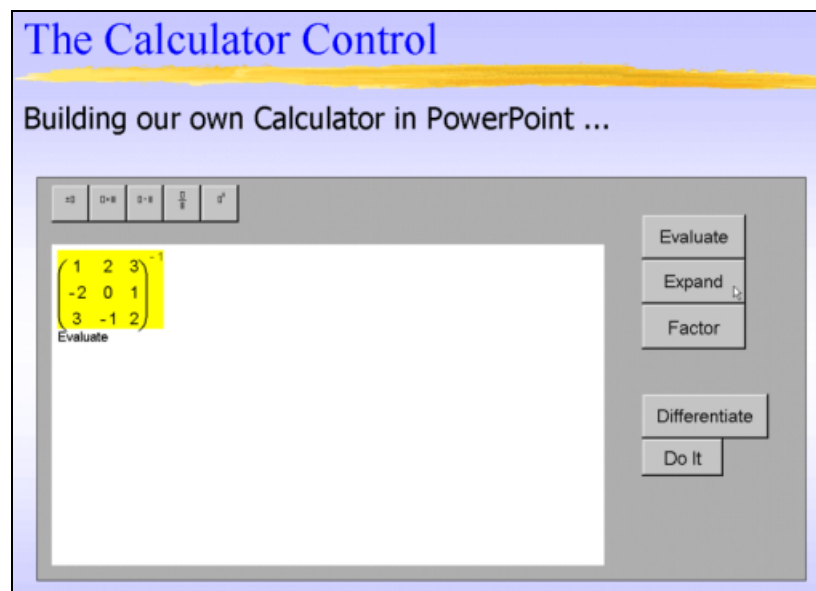 The Calculator Control
Building our own Calculator in PowerPoint ...
Evaluate
Expand
Factor
( 1 2 3 ) -1
-2 0 1
3 -1 2
Evaluate
Differentiate
Do It